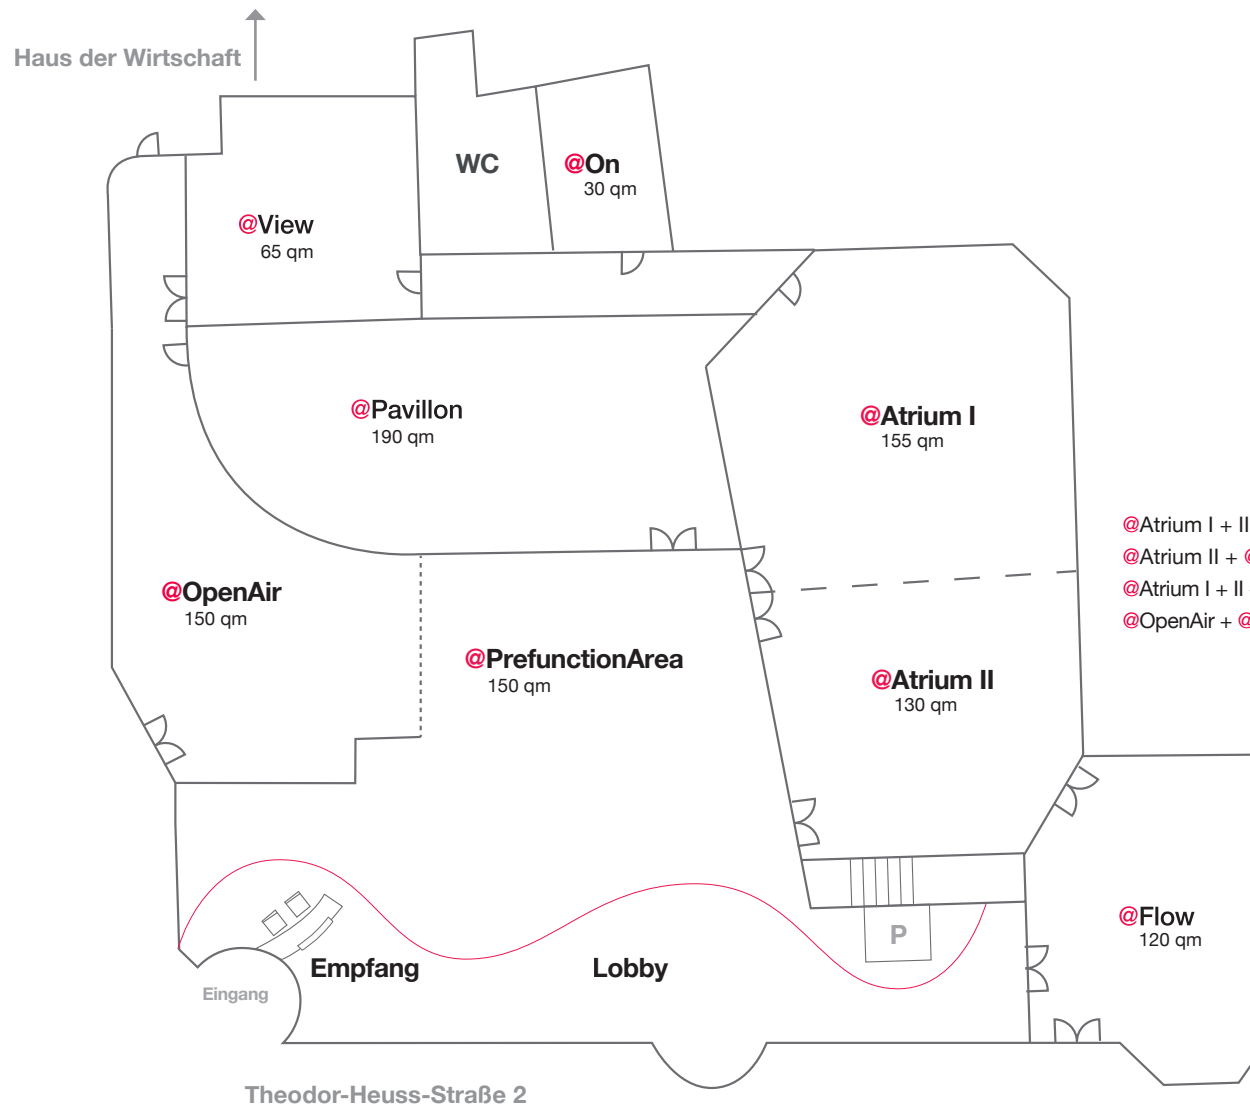 Haus der Wirtschaft
WC
@On
30 qm
@View
65 qm
@Pavillon
190 qm
@Atrium I
155 qm
@Atrium I + II
@Atrium II + @
@Atrium I + II
@OpenAir + @
@OpenAir
150 qm
@PrefunctionArea
150 qm
@Atrium II
130 qm
@Flow
120 qm
P
Empfang
Lobby
Eingang
Theodor-Heuss-Straße 2